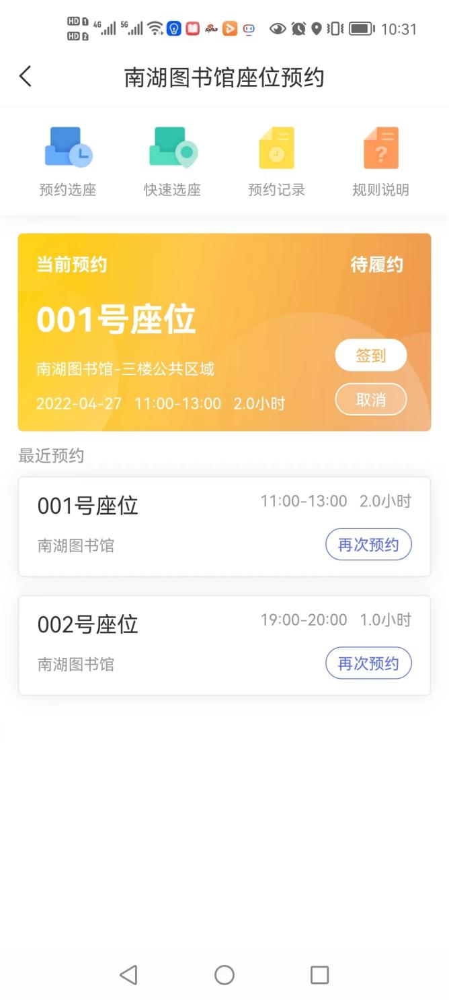 HD 1 4G 5G sina 10:31
HD 2
南湖图书馆座位预约
预约选座 快速选座 预约记录 规则说明
当前预约 待履约
001号座位
签到
南湖图书馆-三楼公共区域
取消
2022-04-27 11:00-13:00 2.0小时
最近预约
001号座位 11:00-13:00 2.0小时
南湖图书馆 再次预约
002号座位 19:00-20:00 1.0小时
南湖图书馆 再次预约